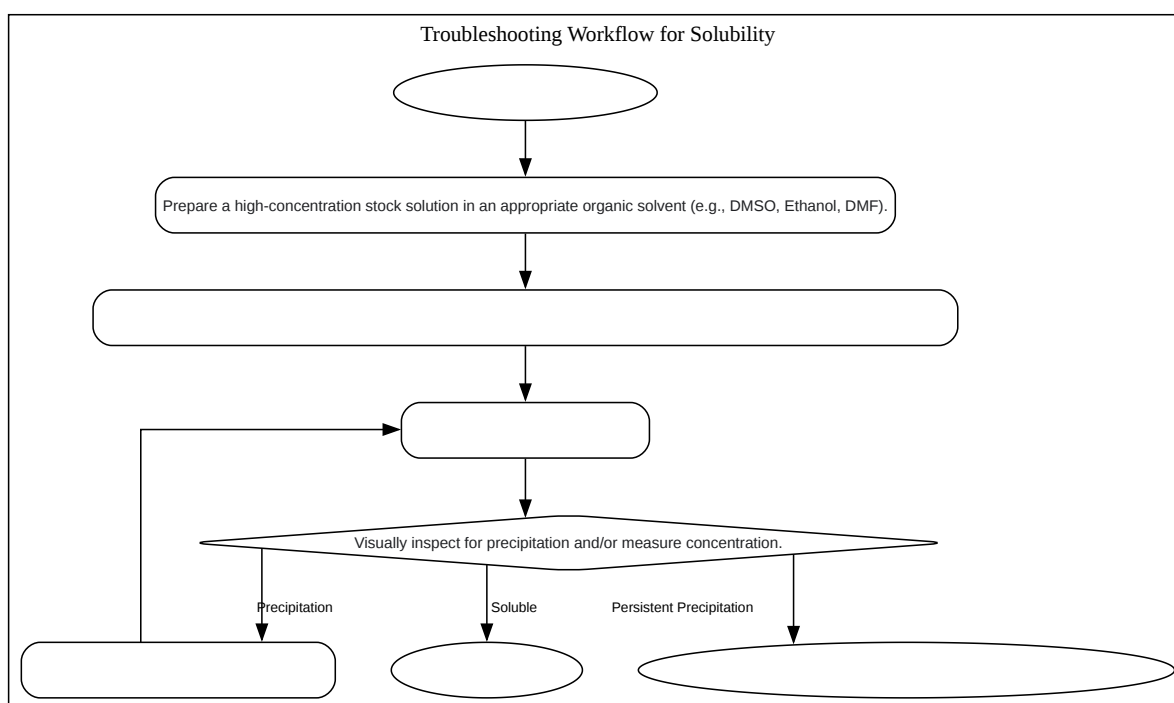 Troubleshooting Workflow for Solubility
Prepare a high-concentration stock solution in an appropriate organic solvent (e.g., DMSO, Ethanol, DMF).
Visually inspect for precipitation and/or measure concentration.
Precipitation
Soluble
Persistent Precipitation